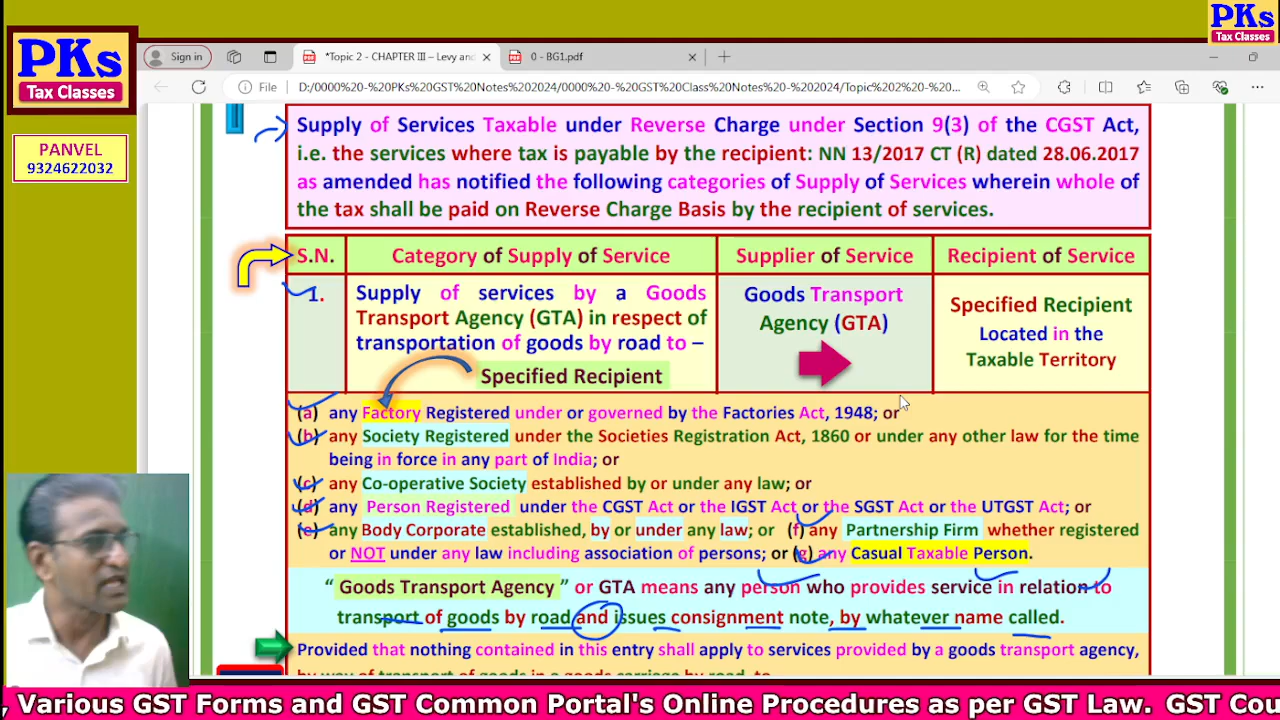 PKs
Tax Classes
PANVEL
9324622032
PKs
Tax Classes
Sign in
*Topic 2 - CHAPTER III – Levy anc
0 - BG1.pdf
File
D:/0000%20-%20PKs%20GST%20Notes%202024/0000%20-%20GST%20Class%20Notes%20-%202024/Topic%202%20-%20...
Supply of Services Taxable under Reverse Charge under Section 9(3) of the CGST Act,
i.e. the services where tax is payable by the recipient: NN 13/2017 CT (R) dated 28.06.2017
as amended has notified the following categories of Supply of Services wherein whole of
the tax shall be paid on Reverse Charge Basis by the recipient of services.
S.N. Category of Supply of Service Supplier of Service Recipient of Service
1. Supply of services by a Goods
Transport Agency (GTA) in respect of
transportation of goods by road to –
Specified Recipient
Goods Transport
Agency (GTA)
Specified Recipient
Located in the
Taxable Territory
(a) any Factory Registered under or governed by the Factories Act, 1948; or
(b) any Society Registered under the Societies Registration Act, 1860 or under any other law for the time
being in force in any part of India; or
(c) any Co-operative Society established by or under any law; or
(d) any Person Registered under the CGST Act or the IGST Act or the SGST Act or the UTGST Act; or
(e) any Body Corporate established, by or under any law; or (f) any Partnership Firm whether registered
or NOT under any law including association of persons; or (g) any Casual Taxable Person.
“ Goods Transport Agency ” or GTA means any person who provides service in relation to
transport of goods by road and issues consignment note, by whatever name called.
Provided that nothing contained in this entry shall apply to services provided by a goods transport agency,
by way of transport of goods in a goods carriage by road, to
, Various GST Forms and GST Common Portal's Online Procedures as per GST Law. GST Cou